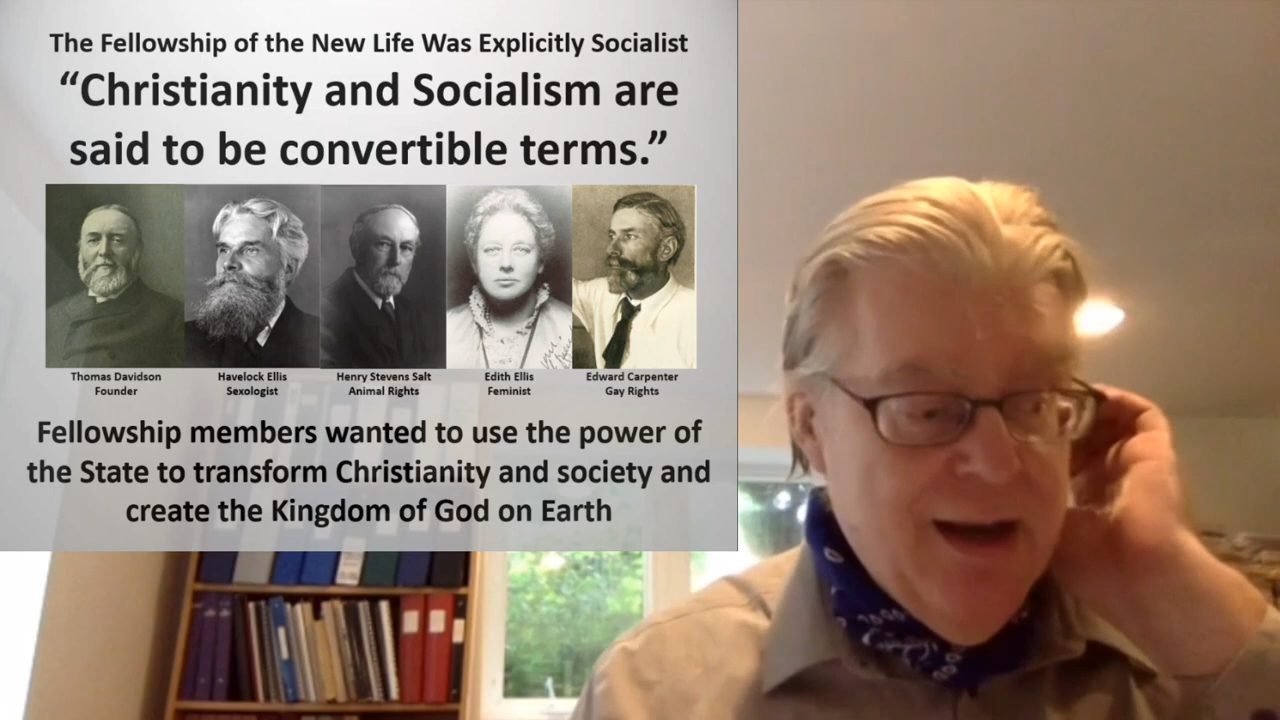 The Fellowship of the New Life Was Explicitly Socialist
“Christianity and Socialism are
said to be convertible terms.”
Thomas Davidson
Founder
Havelock Ellis
Sexologist
Henry Stevens Salt
Animal Rights
Edith Ellis
Feminist
Edward Carpenter
Gay Rights
Fellowship members wanted to use the power of
the State to transform Christianity and society and
create the Kingdom of God on Earth